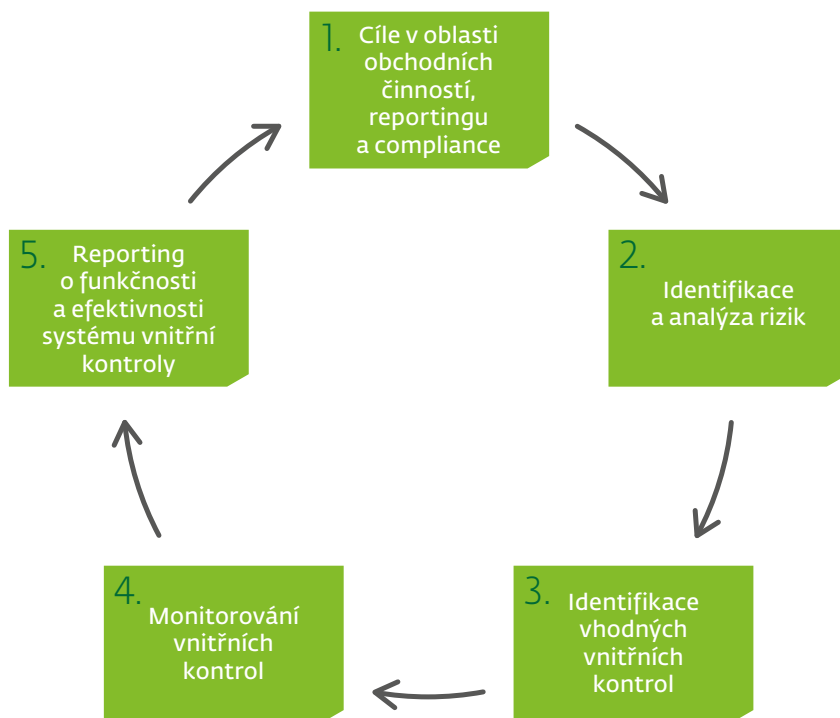 1. Cíle v oblasti
obchodních
činností,
reportingu
a compliance
2.
Identifikace
a analýza rizik
3. Identifikace
vhodných
vnitřních
kontrol
4.
Monitorování
vnitřních
kontrol
5. Reporting
o funkčnosti
a efektivnosti
systému vnitřní
kontroly